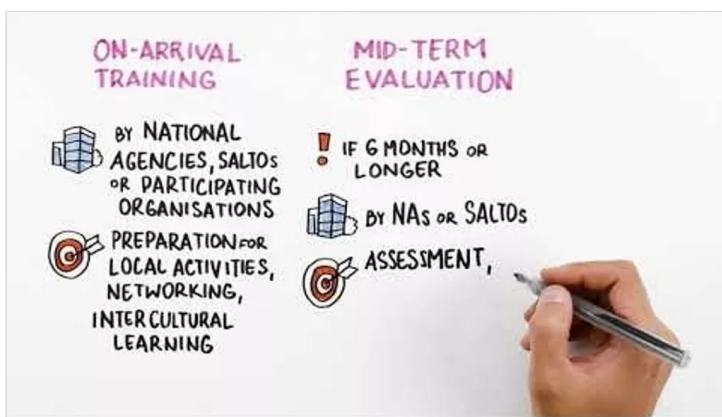 ON-ARRIVAL
TRAINING
BY NATIONAL
AGENCIES, SALTOS
OR PARTICIPATING
ORGANISATIONS
PREPARATION FOR
LOCAL ACTIVITIES,
NETWORKING,
INTERCULTURAL
LEARNING
MID-TERM
EVALUATION
! IF 6 MONTHS OR
LONGER
BY NAS OR SALTOS
ASSESSMENT,